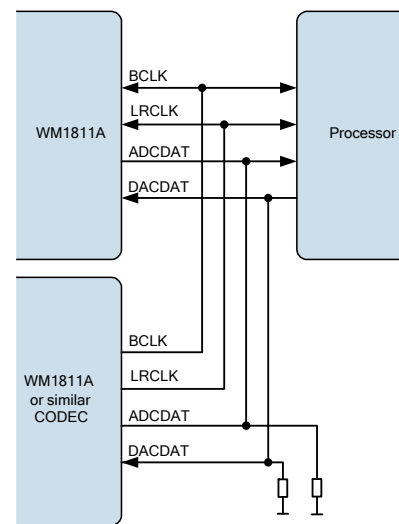 BCLK
LRCLK
WM1811A
Processor
ADCDAT
DACDAT
BCLK
LRCLK
WM1811A
or similar
CODEC
ADCDAT
DACDAT